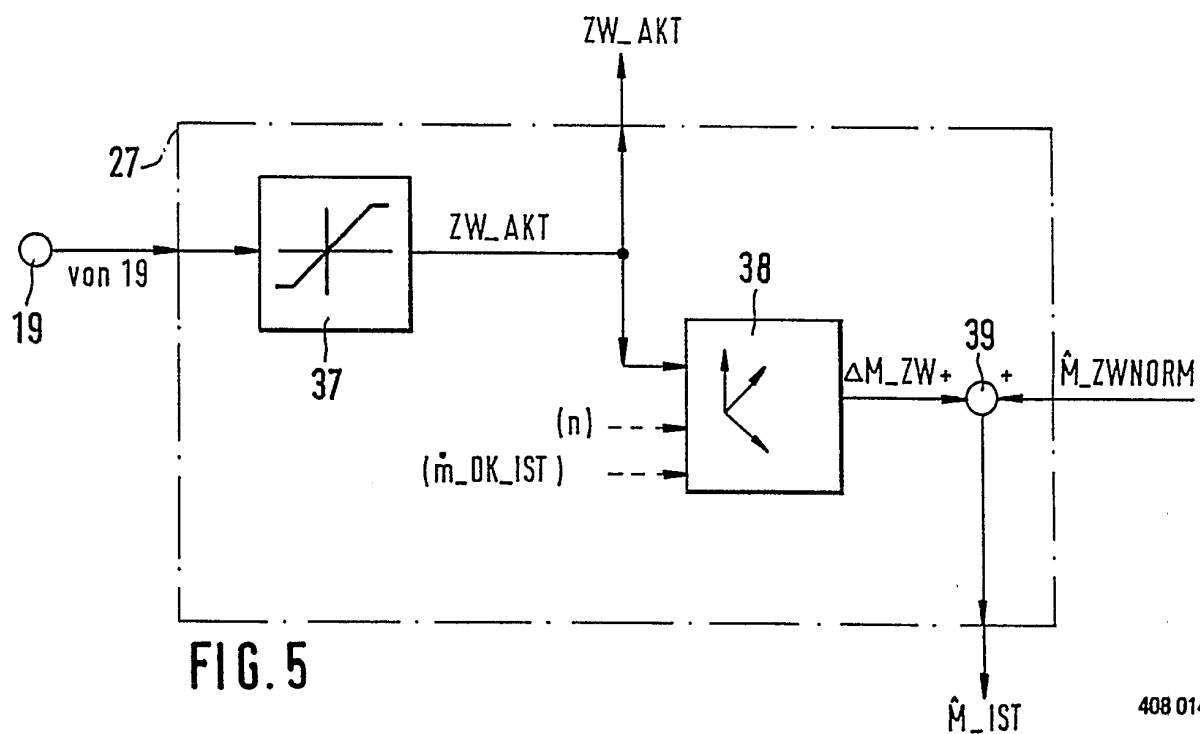 ZW_AKT
27
ZW_AKT
von 19
19
37
38
39
ΔM_ZW + +
M̂_ZWNORM
(n)
(ṁ_DK_IST)
FIG. 5
M̂_IST
408 014